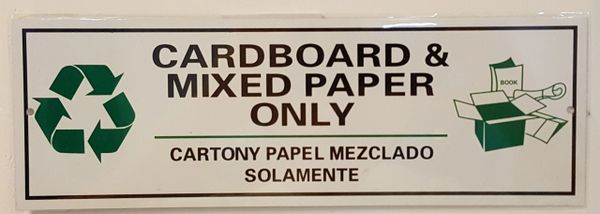 CARDBOARD &
MIXED PAPER
ONLY
BOOK
CARTONY PAPEL MEZCLADO
SOLAMENTE